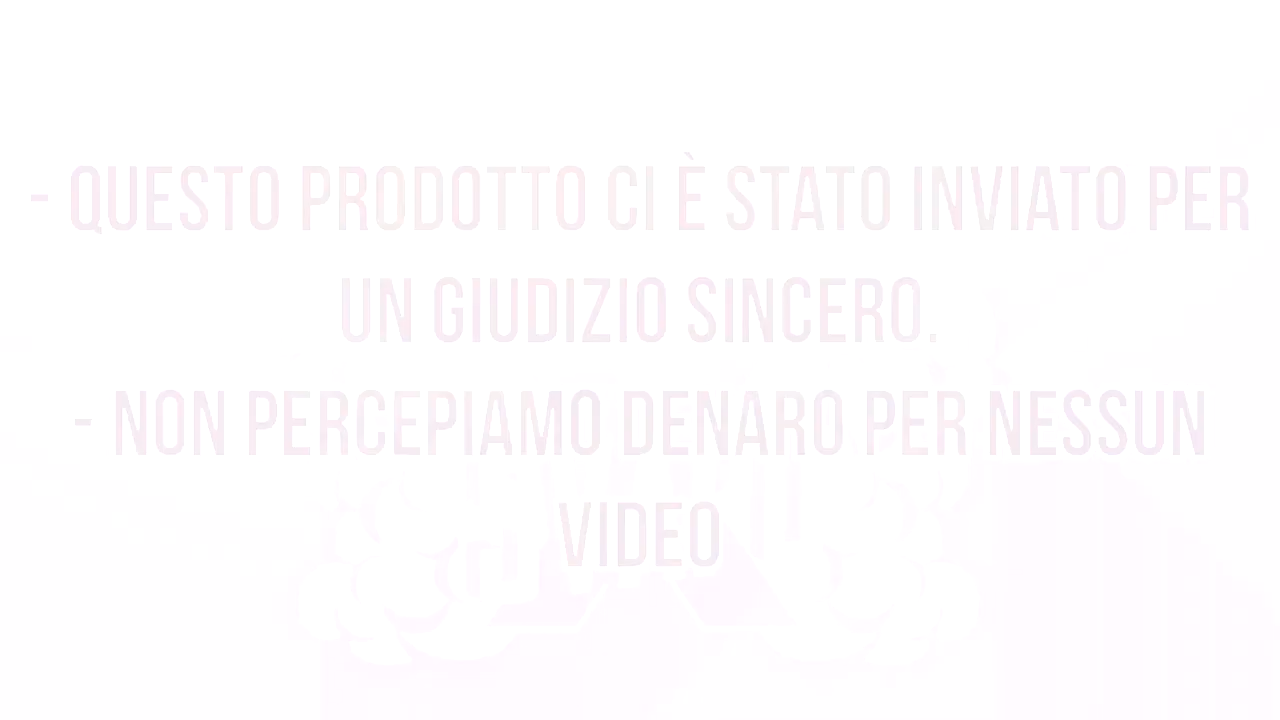 - QUESTO PRODOTTO CI È STATO INVIATO PER
UN GIUDIZIO SINCERO.
- NON PERCEPIAMO DENARO PER NESSUN
VIDEO